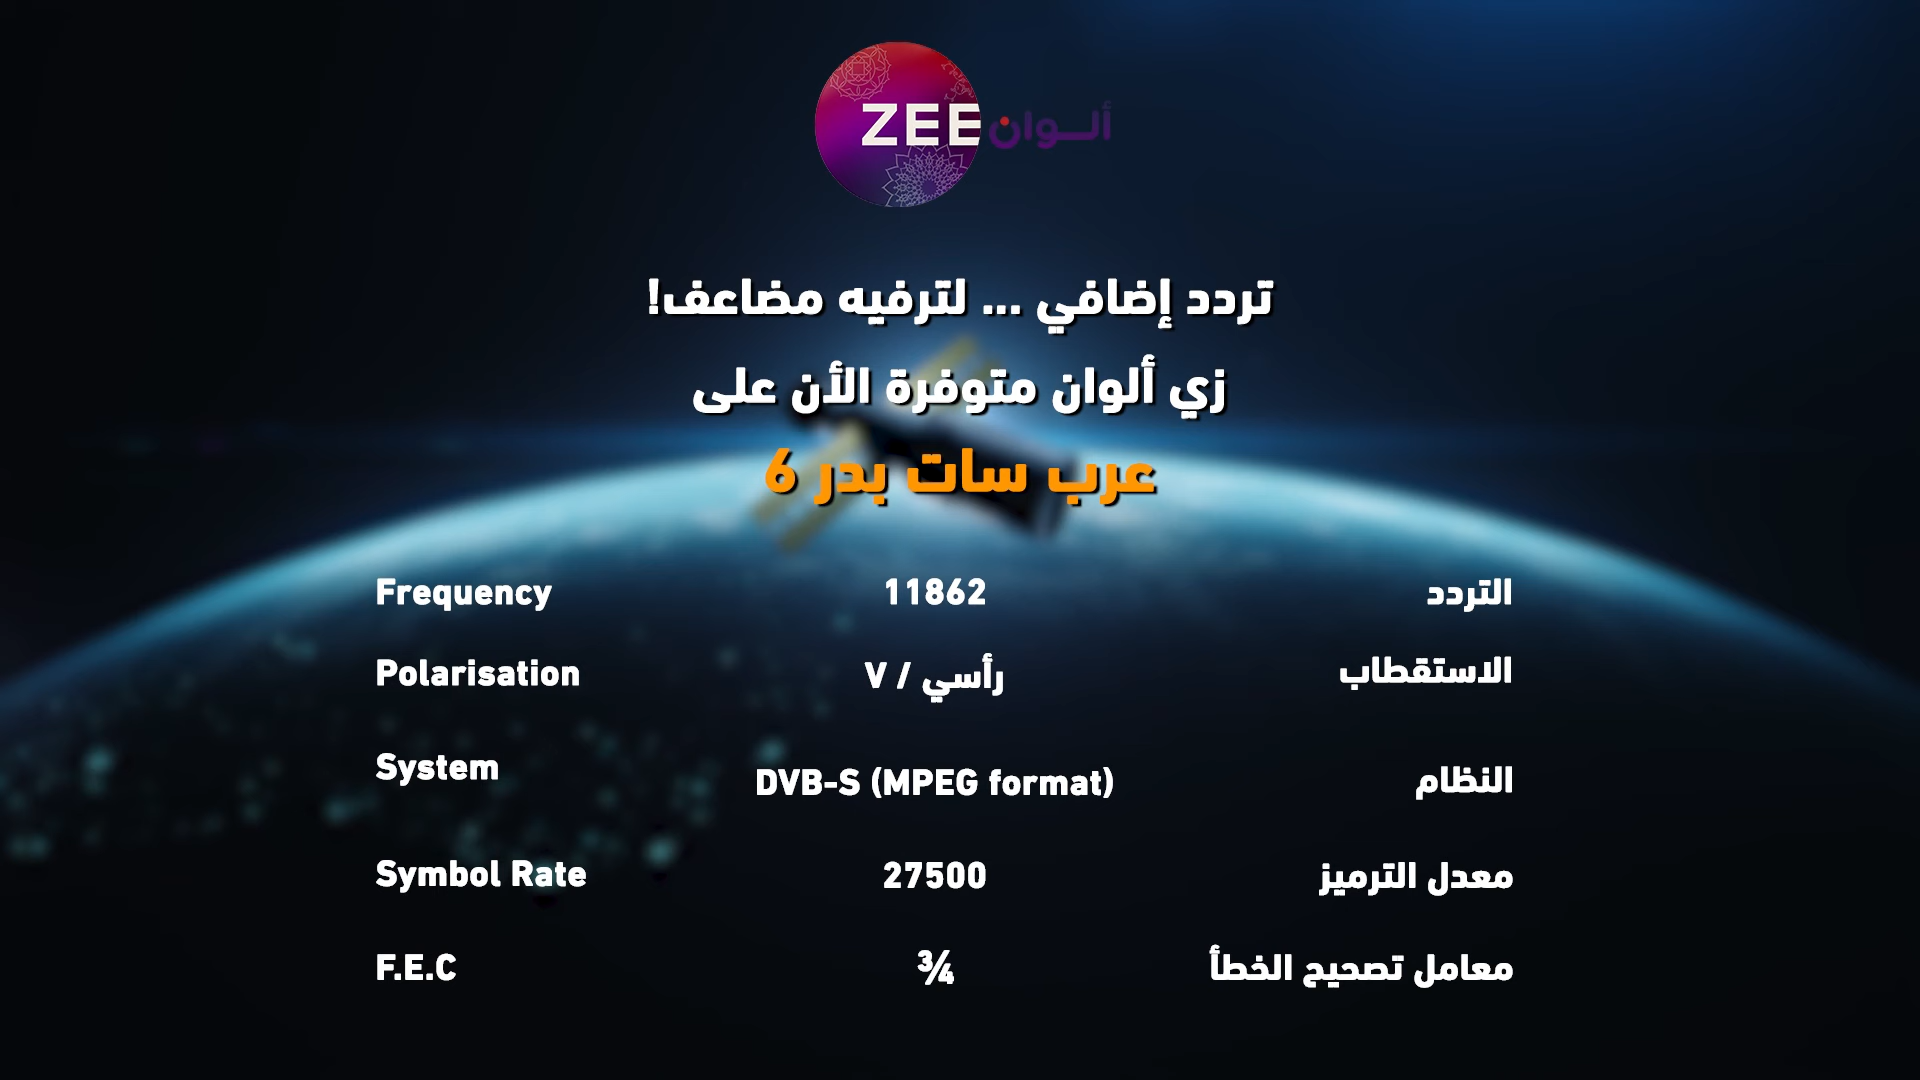 ZEE ألوان
تردد إضافي ... لترفيه مضاعف!
زي ألوان متوفرة الأن على
عرب سات بدر 6
Frequency 11862 التردد
Polarisation رأسي / V الاستقطاب
System DVB-S (MPEG format) النظام
Symbol Rate 27500 معدل الترميز
F.E.C ¾ معامل تصحيح الخطأ